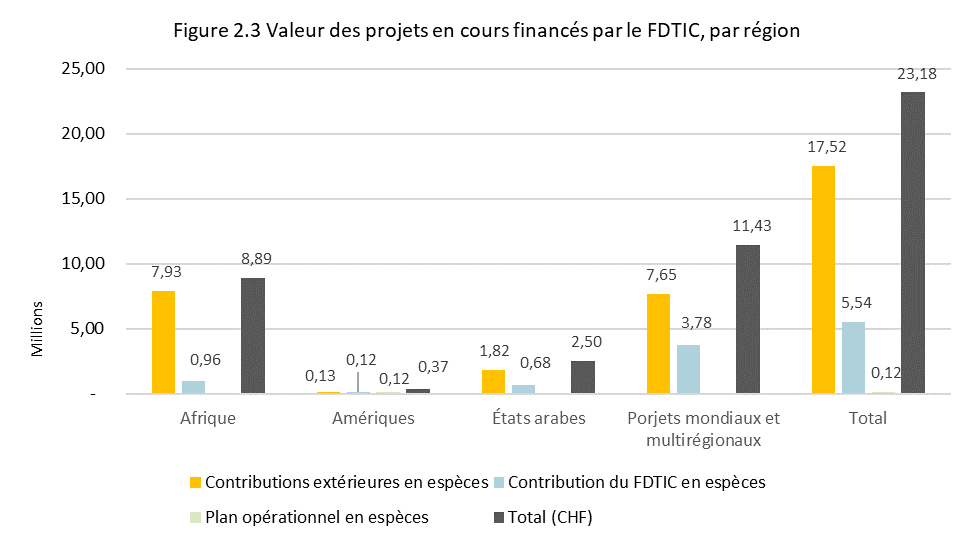 Figure 2.3 Valeur des projets en cours financés par le FDTIC, par région
25,00
20,00
15,00
10,00
5,00
-
Millions
7,93
0,96
8,89
0,13
0,12
0,12
0,37
1,82
0,68
2,50
7,65
3,78
11,43
17,52
5,54
0,12
23,18
Afrique
Amériques
États arabes
Porjets mondiaux et
multirégionaux
Total
Contributions extérieures en espèces
Contribution du FDTIC en espèces
Plan opérationnel en espèces
Total (CHF)